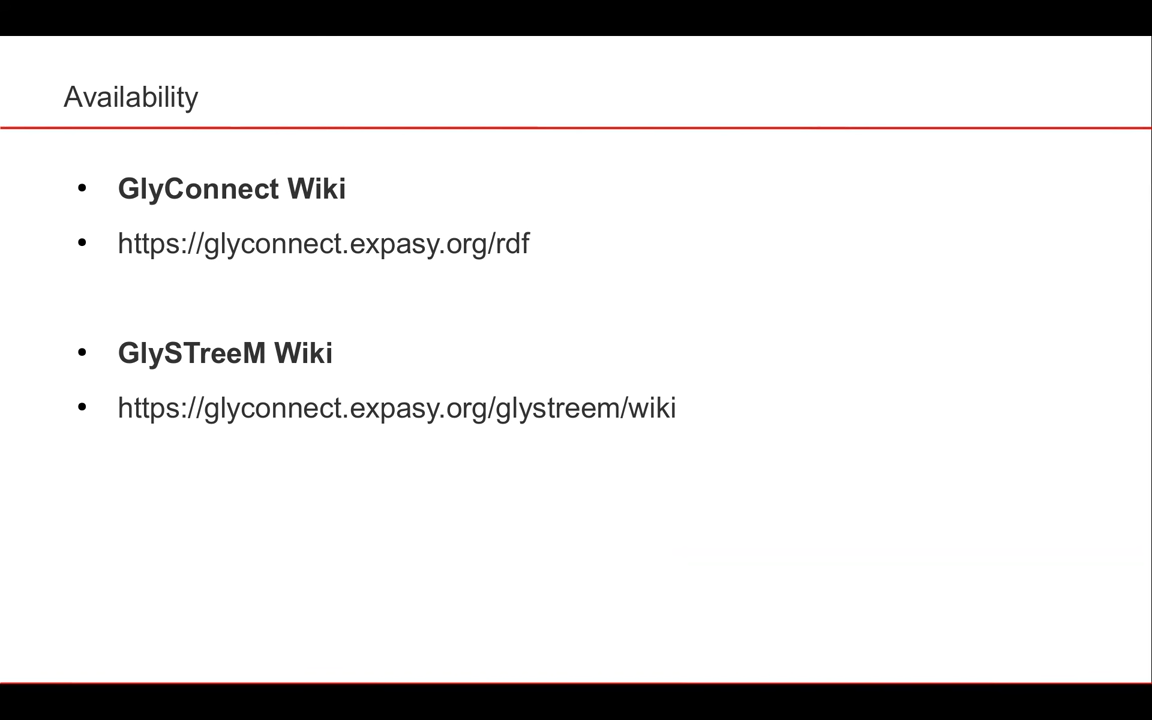 Availability
• GlyConnect Wiki
• https://glyconnect.expasy.org/rdf
• GlySTreeM Wiki
• https://glyconnect.expasy.org/glystreem/wiki